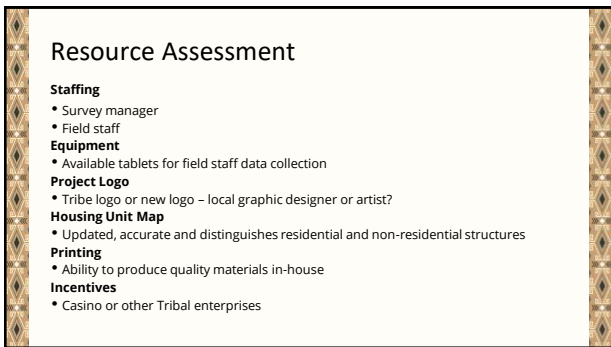 Resource Assessment
Staffing
• Survey manager
• Field staff
Equipment
• Available tablets for field staff data collection
Project Logo
• Tribe logo or new logo – local graphic designer or artist?
Housing Unit Map
• Updated, accurate and distinguishes residential and non-residential structures
Printing
• Ability to produce quality materials in-house
Incentives
• Casino or other Tribal enterprises